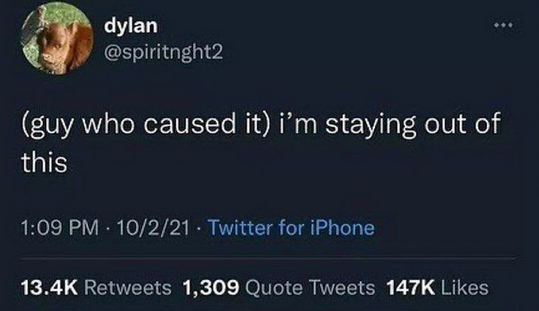 dylan
@spiritnght2
(guy who caused it) i'm staying out of
this
1:09 PM · 10/2/21 · Twitter for iPhone
13.4K Retweets 1,309 Quote Tweets 147K Likes